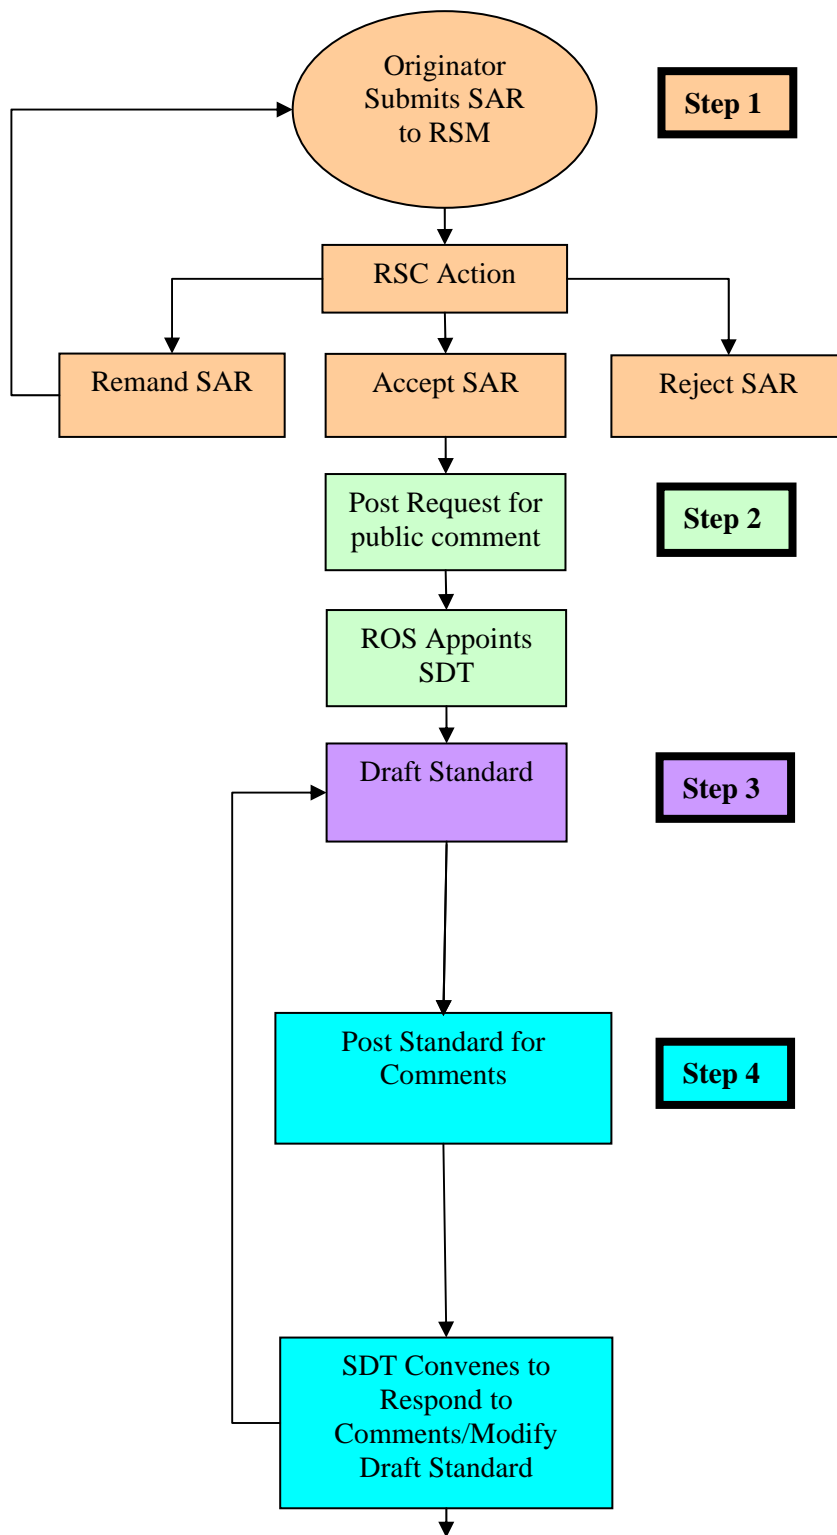 Originator
Submits SAR
to RSM
Step 1
RSC Action
Remand SAR
Accept SAR
Reject SAR
Post Request for
public comment
Step 2
ROS Appoints
SDT
Draft Standard
Step 3
Post Standard for
Comments
Step 4
SDT Convenes to
Respond to
Comments/Modify
Draft Standard